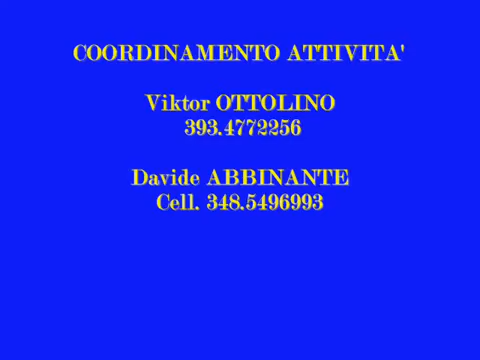 COORDINAMENTO ATTIVITA'
Viktor OTTOLINO
393.4772256
Davide ABBINANTE
Cell. 348.5496993